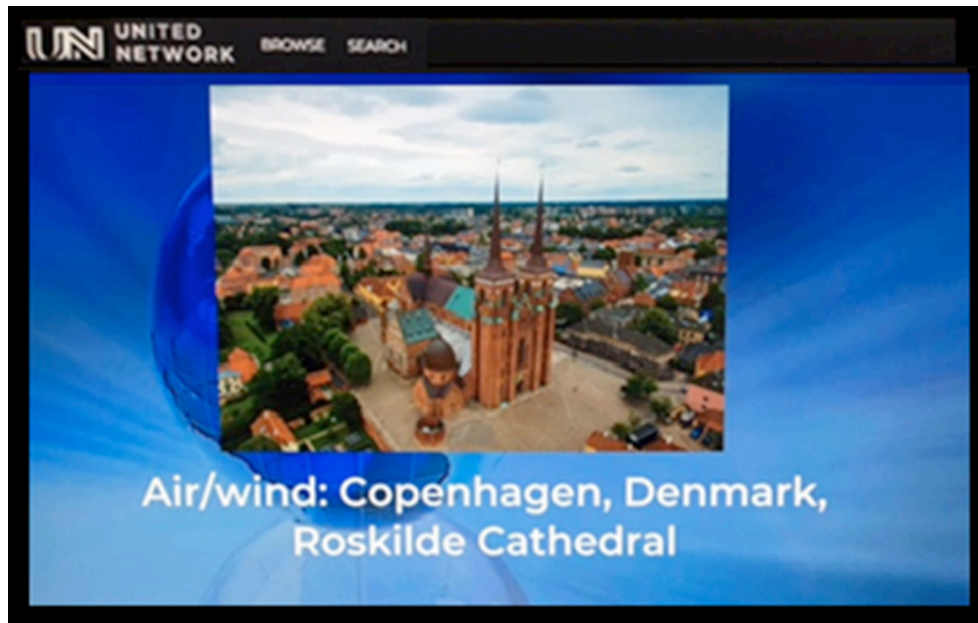 UN UNITED
NETWORK
BROWSE SEARCH
Air/wind: Copenhagen, Denmark,
Roskilde Cathedral